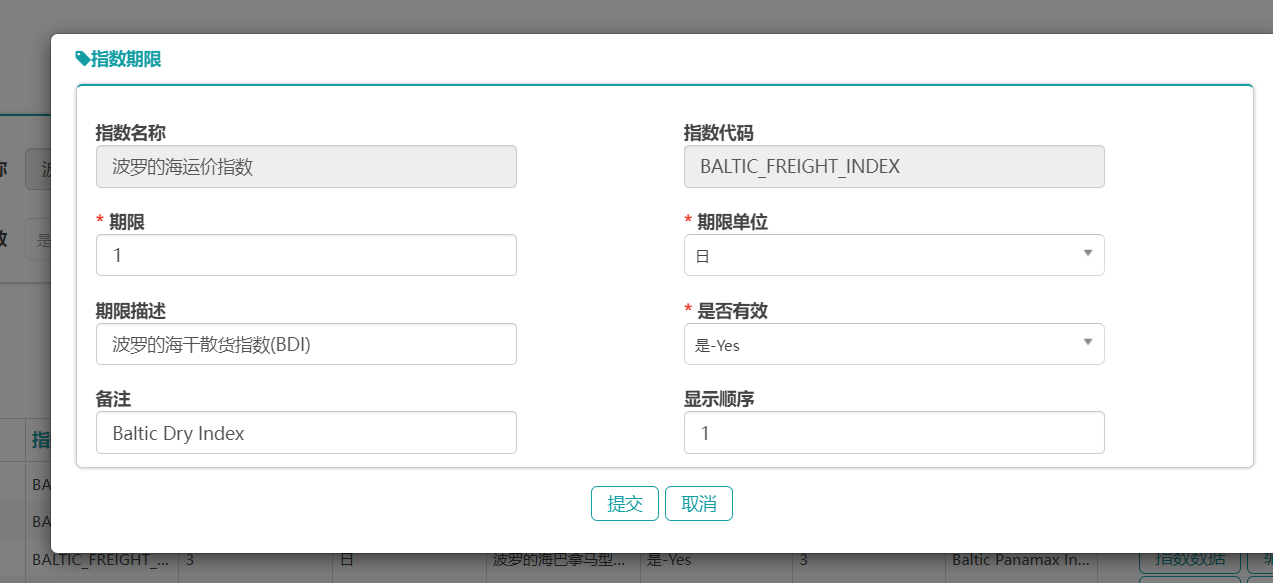 指数期限
指数名称 指数代码
波罗的海运价指数 BALTIC_FREIGHT_INDEX
* 期限 * 期限单位
1 日
期限描述 * 是否有效
波罗的海干散货指数(BDI) 是-Yes
备注 显示顺序
Baltic Dry Index 1
提交 取消
指
BA
BA
BALTIC_FREIGHT_... 3 日 波罗的海巴拿马型... 是-Yes 3 Baltic Panamax In... 指数数据